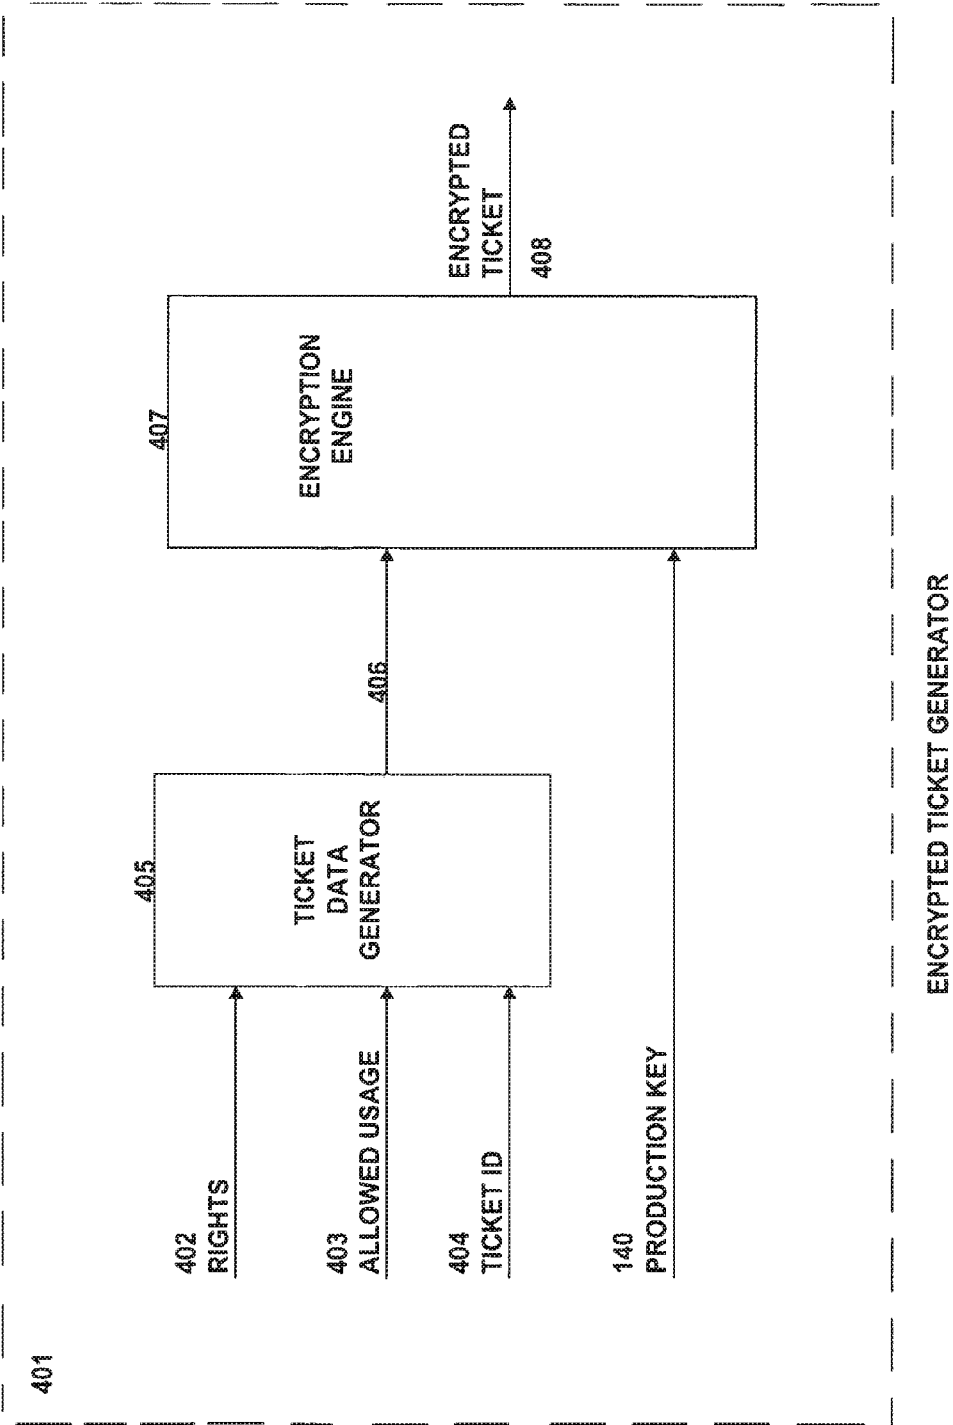 401
402
RIGHTS
403
ALLOWED USAGE
404
TICKET ID
140
PRODUCTION KEY
405
TICKET
DATA
GENERATOR
406
407
ENCRYPTION
ENGINE
ENCRYPTED
TICKET
408
ENCRYPTED TICKET GENERATOR